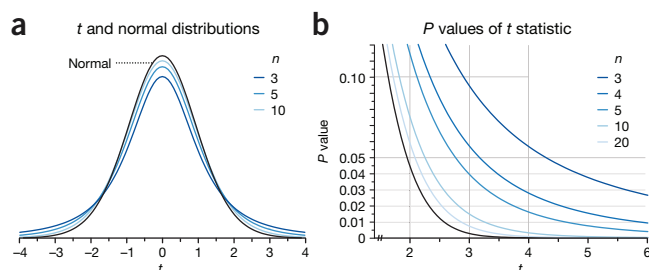 a
t and normal distributions
Normal
n
3
5
10
–4 –3 –2 –1 0 1 2 3 4
t
b
P values of t statistic
P value
0.10
0.05
0.04
0.03
0.02
0.01
0
n
3
4
5
10
20
2 3 4 5 6
t